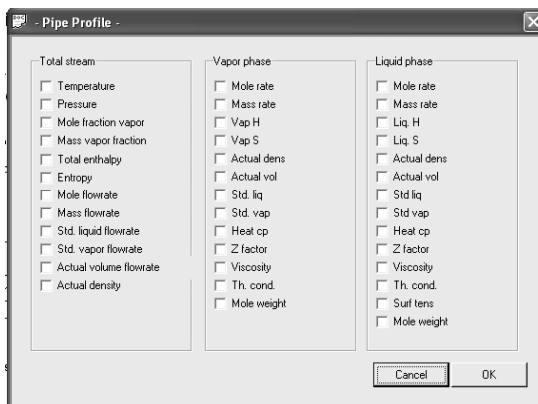 - Pipe Profile -
Total stream
Temperature
Pressure
Mole fraction vapor
Mass vapor fraction
Total enthalpy
Entropy
Mole flowrate
Mass flowrate
Std. liquid flowrate
Std. vapor flowrate
Actual volume flowrate
Actual density
Vapor phase
Mole rate
Mass rate
Vap H
Vap S
Actual dens
Actual vol
Std. liq
Std. vap
Heat cp
Z factor
Viscosity
Th. cond.
Mole weight
Liquid phase
Mole rate
Mass rate
Liq. H
Liq. S
Actual dens
Actual vol
Std liq
Std vap
Heat cp
Z factor
Viscosity
Th. cond.
Surf tens
Mole weight
Cancel
OK